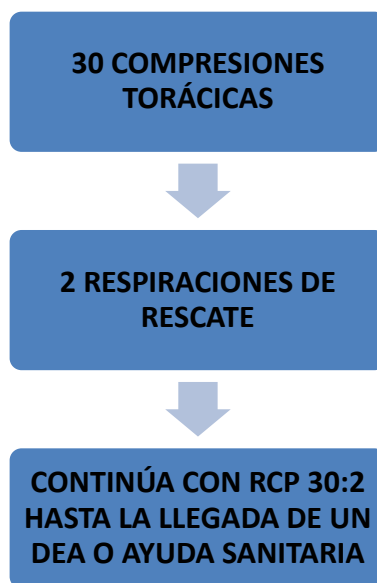 30 COMPRESIONES
TORÁCICAS
2 RESPIRACIONES DE
RESCATE
CONTINÚA CON RCP 30:2
HASTA LA LLEGADA DE UN
DEA O AYUDA SANITARIA